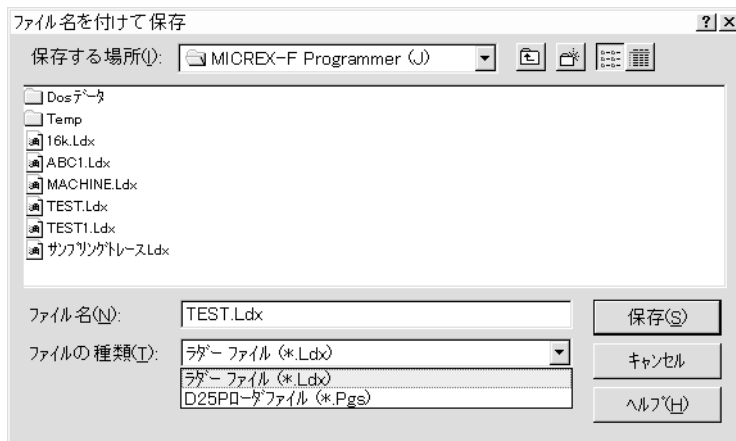 ファイル名を付けて保存
保存する場所(I): MICREX-F Programmer (J)
Dosデータ
Temp
16k.Ldx
ABC1.Ldx
MACHINE.Ldx
TEST.Ldx
TEST1.Ldx
サンプリングトレース.Ldx
ファイル名(N): TEST.Ldx 保存(S)
ファイルの種類(T): ラダー ファイル (*.Ldx) キャンセル
ラダー ファイル (*.Ldx)
D25Pローダファイル (*.Pgs)
ヘルプ(H)